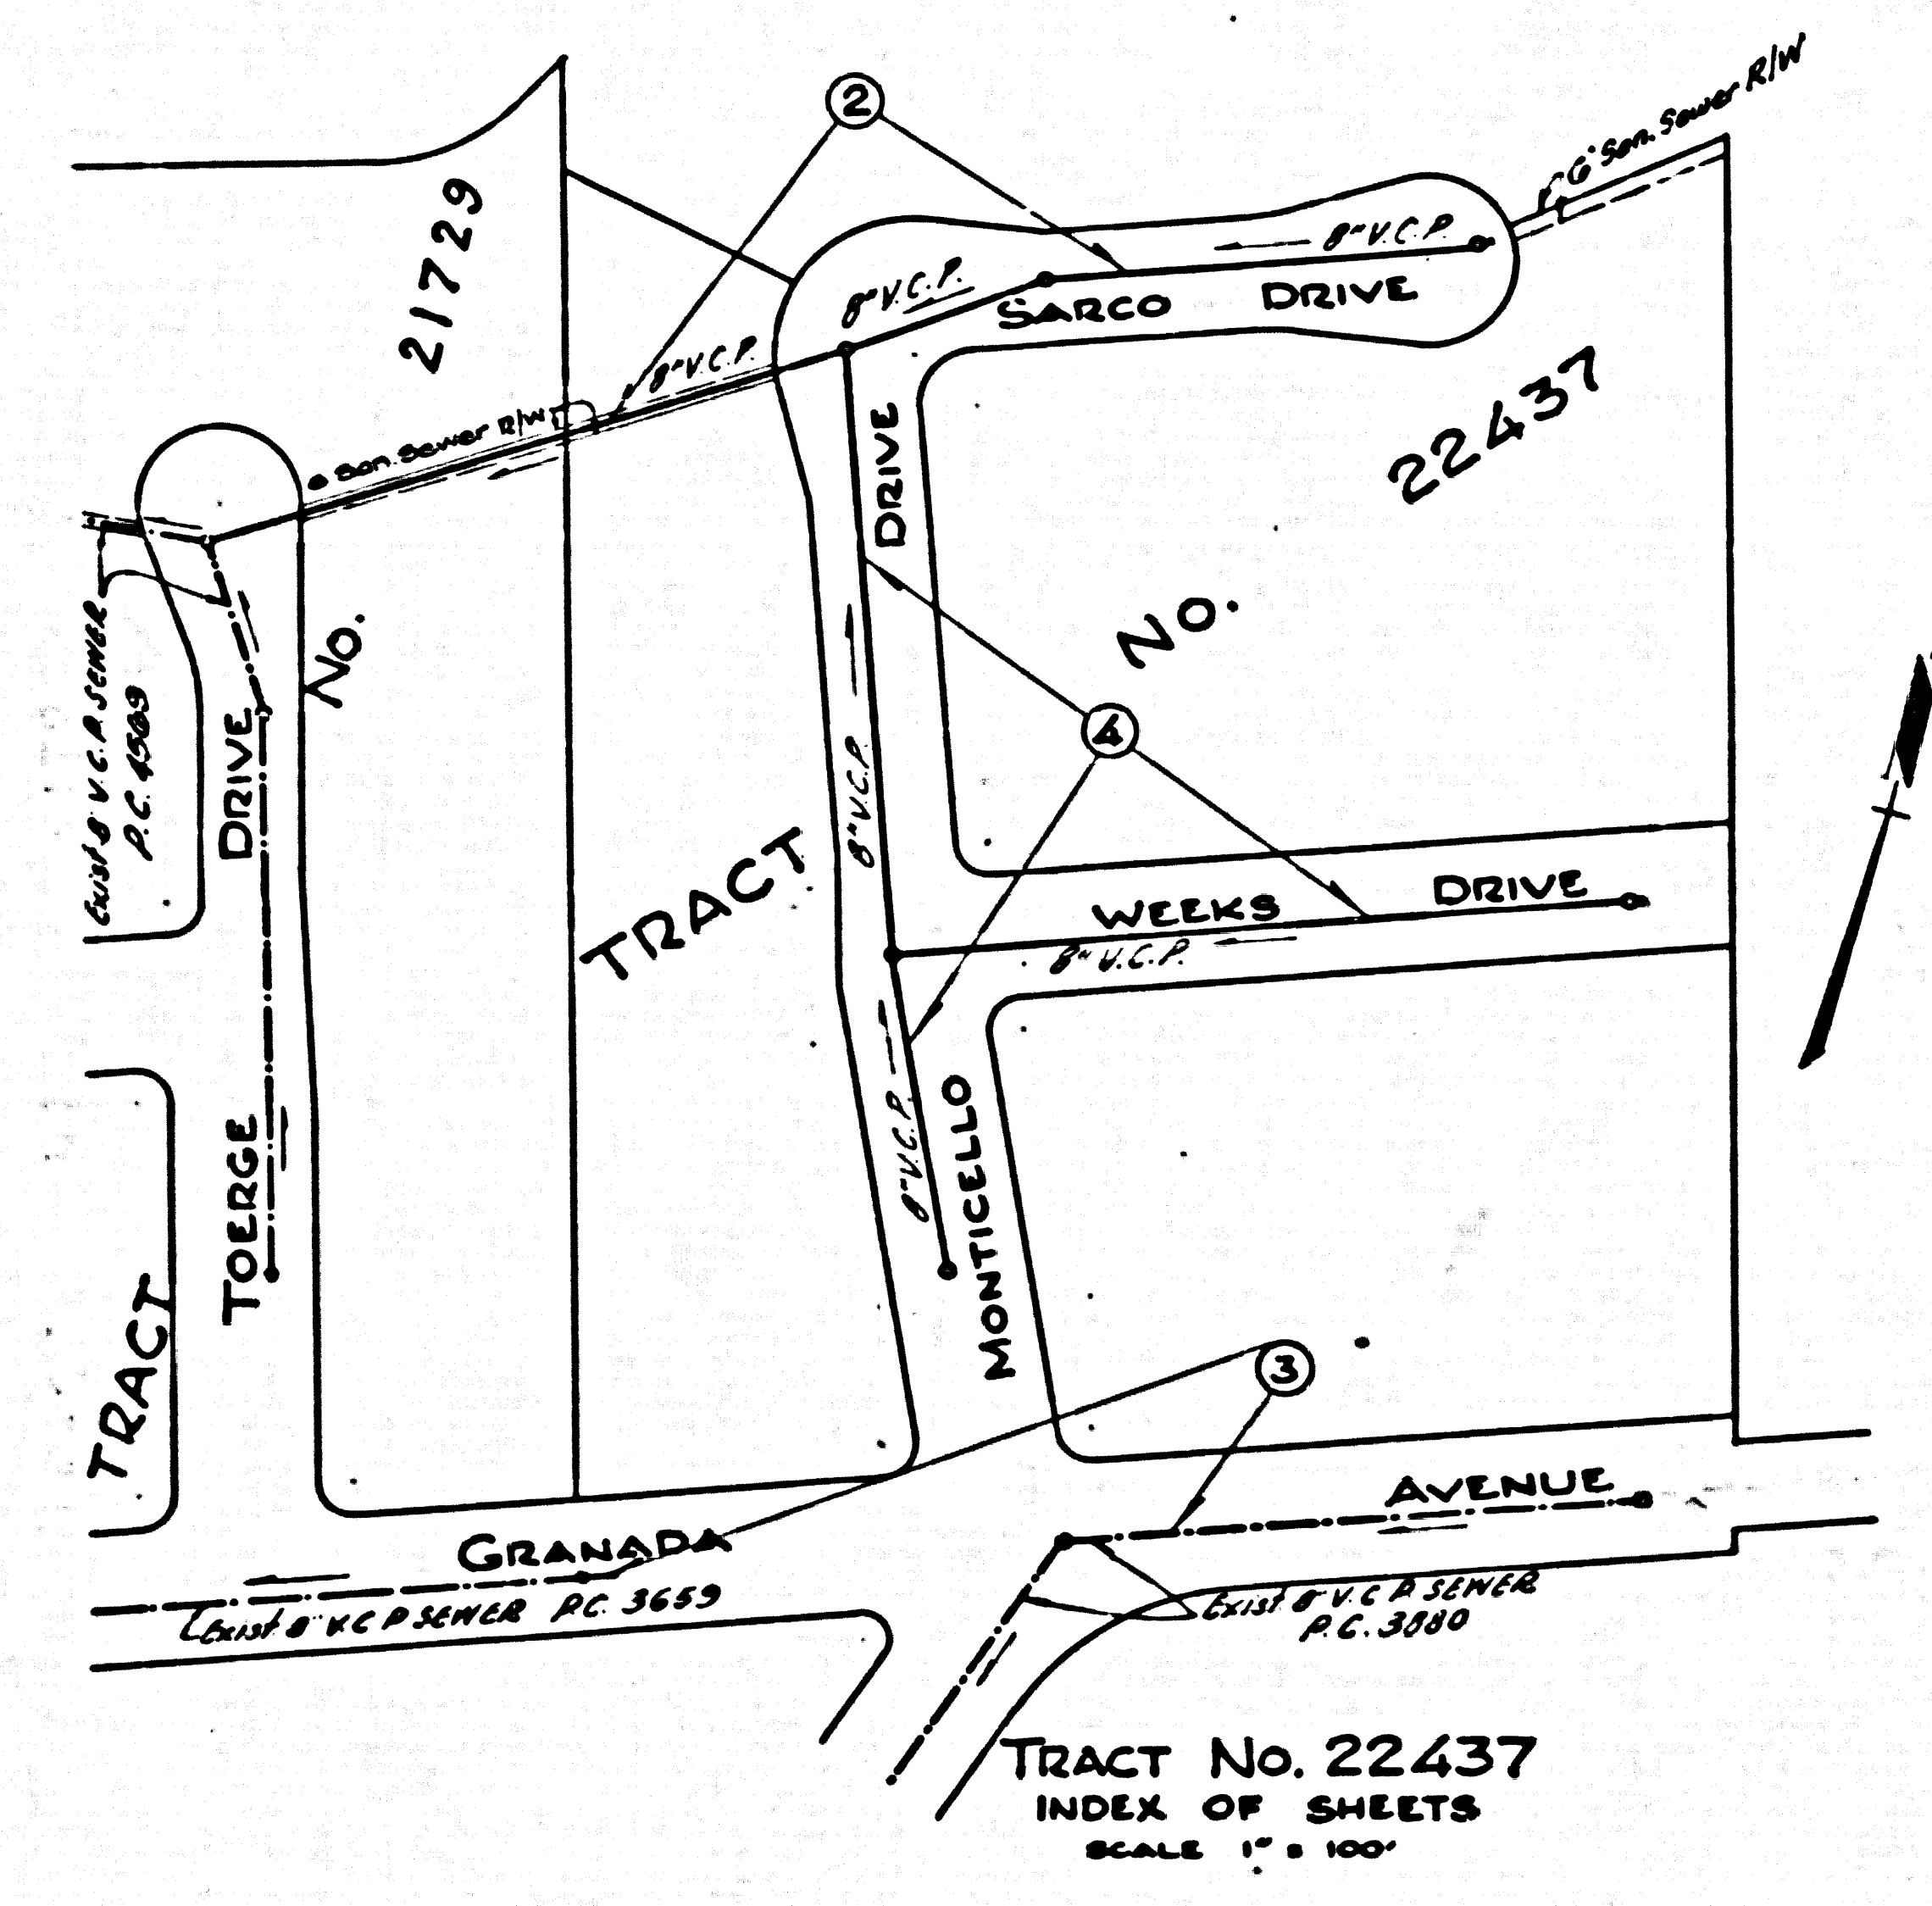 2
6' San. Sewer R/W
21729
8" V.C.P.
8" V.C.P.
SARCO DRIVE
8" V.C.P.
San. Sewer R/W
DRIVE
22437
No.
No.
EXIST 8" V.C.P. SEWER
DRIVE
4
8" V.C.P.
TRACT
WEEKS DRIVE
8" V.C.P.
8" V.C.P.
MONTICELLO
TOERGE
TRACT
3
AVENUE
GRANADA
Exist 8" V.C.P. SEWER P.C. 3659
Exist 8" V.C.P. SEWER
P.C. 3880
TRACT No. 22437
INDEX OF SHEETS
SCALE 1" = 100'